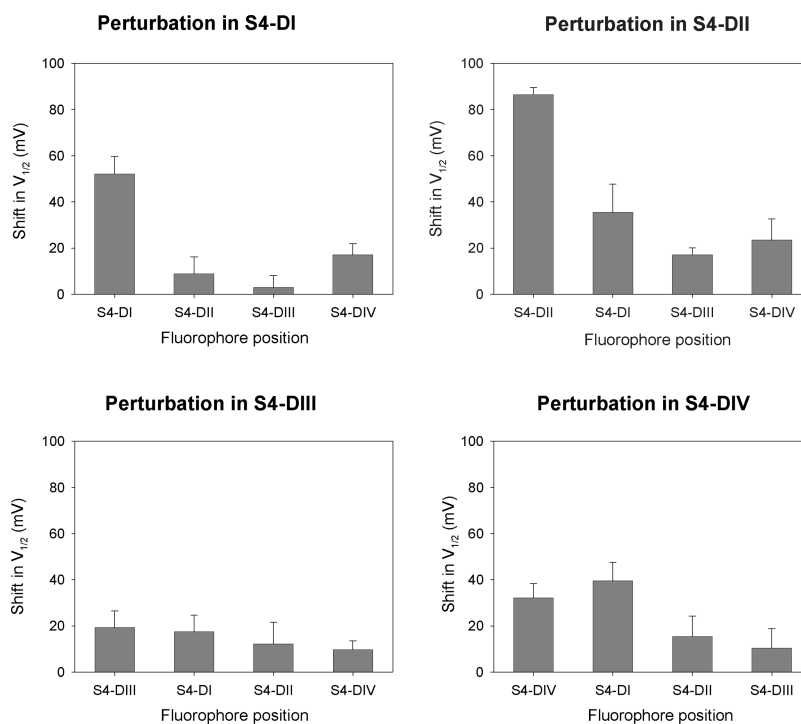 Perturbation in S4-DI
100
80
60
40
20
0
Shift in V1/2 (mV)
S4-DI S4-DII S4-DIII S4-DIV
Fluorophore position
Perturbation in S4-DII
100
80
60
40
20
0
Shift in V1/2 (mV)
S4-DII S4-DI S4-DIII S4-DIV
Fluorophore position
Perturbation in S4-DIII
100
80
60
40
20
0
Shift in V1/2 (mV)
S4-DIII S4-DI S4-DII S4-DIV
Fluorophore position
Perturbation in S4-DIV
100
80
60
40
20
0
Shift in V1/2 (mV)
S4-DIV S4-DI S4-DII S4-DIII
Fluorophore position